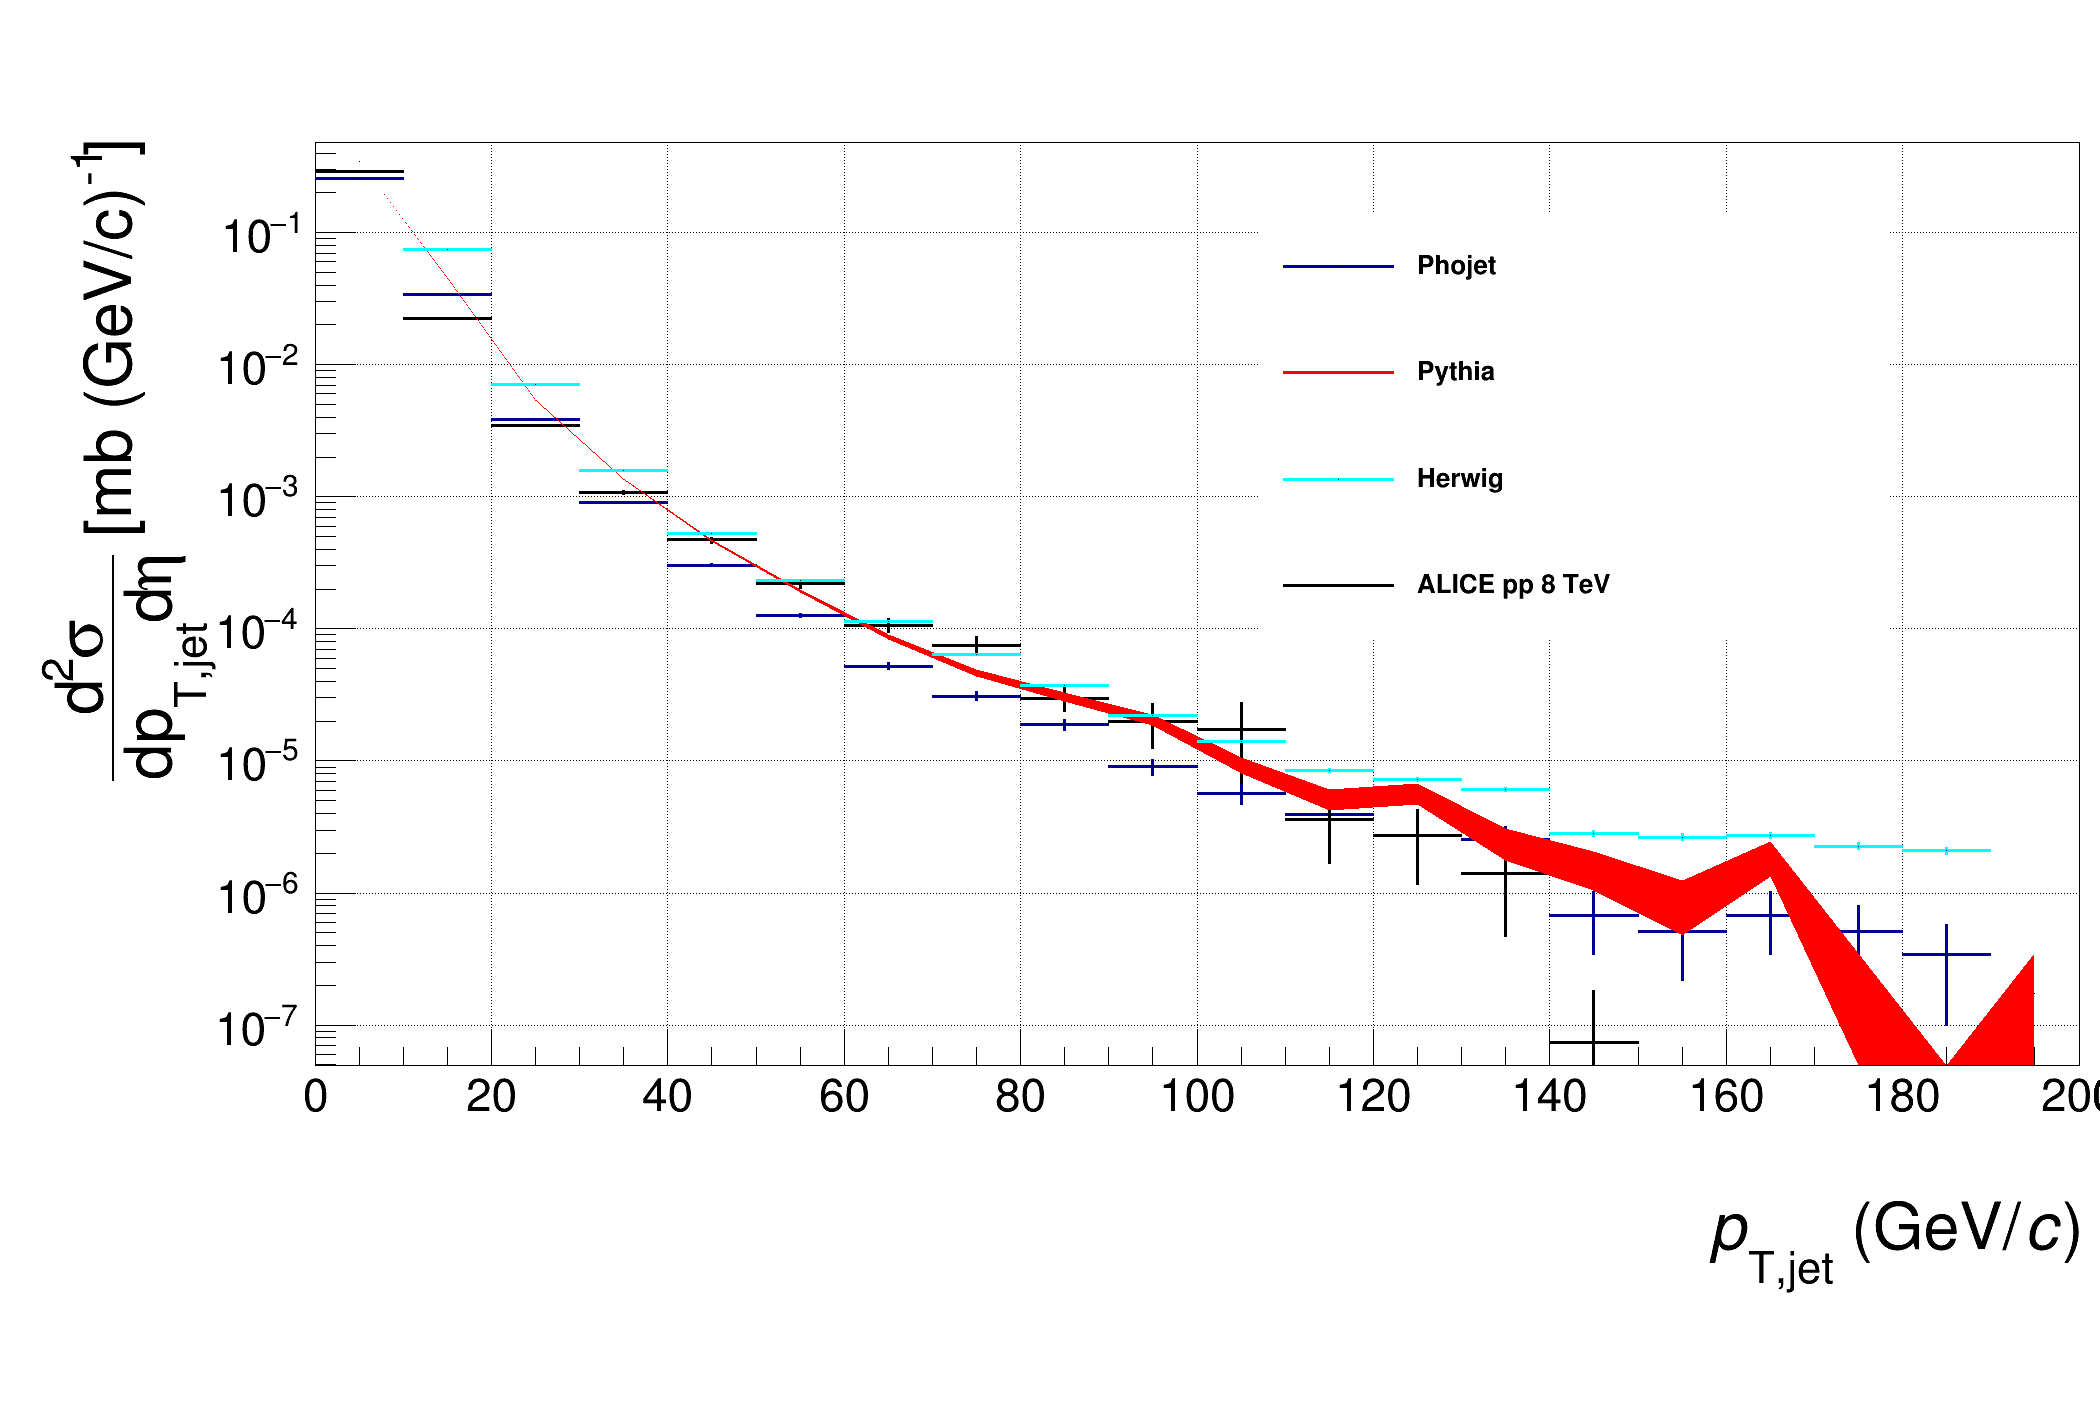 d²σ
dp_T,jet dη [mb (GeV/c)^-1]
10⁻¹
10⁻²
10⁻³
10⁻⁴
10⁻⁵
10⁻⁶
10⁻⁷
Phojet
Pythia
Herwig
ALICE pp 8 TeV
0 20 40 60 80 100 120 140 160 180 200
p_T,jet (GeV/c)